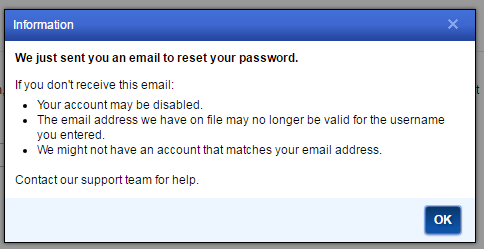 Information
We just sent you an email to reset your password.
If you don't receive this email:
• Your account may be disabled.
• The email address we have on file may no longer be valid for the username
you entered.
• We might not have an account that matches your email address.
Contact our support team for help.
OK